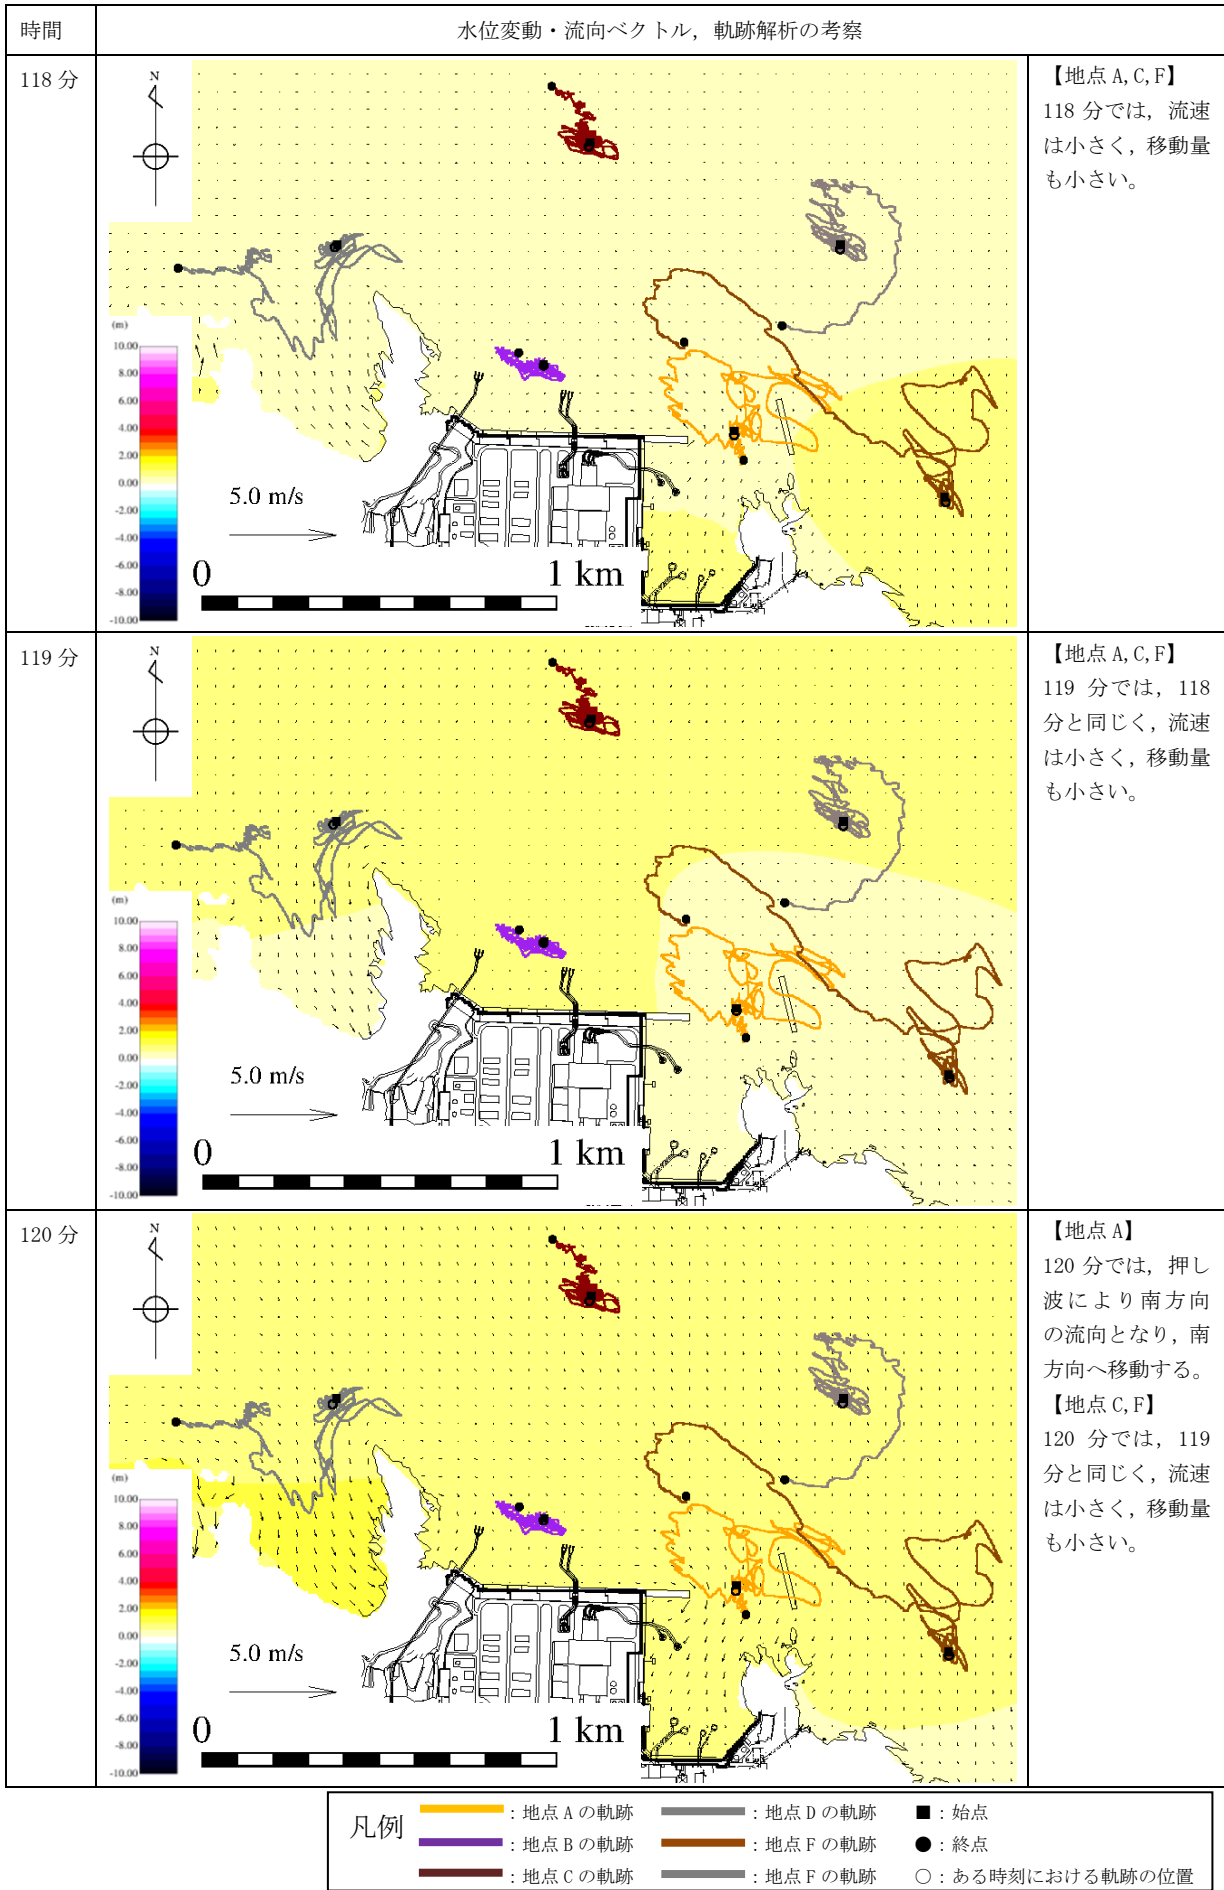 時間
水位変動・流向ベクトル，軌跡解析の考察
118 分
N
(m)
10.00
8.00
6.00
4.00
2.00
0.00
-2.00
-4.00
-6.00
-8.00
-10.00
5.0 m/s
0
1 km
【地点 A,C,F】
118 分では，流速
は小さく，移動量
も小さい。
119 分
N
(m)
10.00
8.00
6.00
4.00
2.00
0.00
-2.00
-4.00
-6.00
-8.00
-10.00
5.0 m/s
0
1 km
【地点 A,C,F】
119 分では，118
分と同じく，流速
は小さく，移動量
も小さい。
120 分
N
(m)
10.00
8.00
6.00
4.00
2.00
0.00
-2.00
-4.00
-6.00
-8.00
-10.00
5.0 m/s
0
1 km
【地点 A】
120 分では，押し
波により南方向
の流向となり，南
方向へ移動する。
【地点 C,F】
120 分では，119
分と同じく，流速
は小さく，移動量
も小さい。
凡例
：地点 A の軌跡
：地点 D の軌跡
■：始点
：地点 B の軌跡
：地点 F の軌跡
●：終点
：地点 C の軌跡
：地点 F の軌跡
○：ある時刻における軌跡の位置